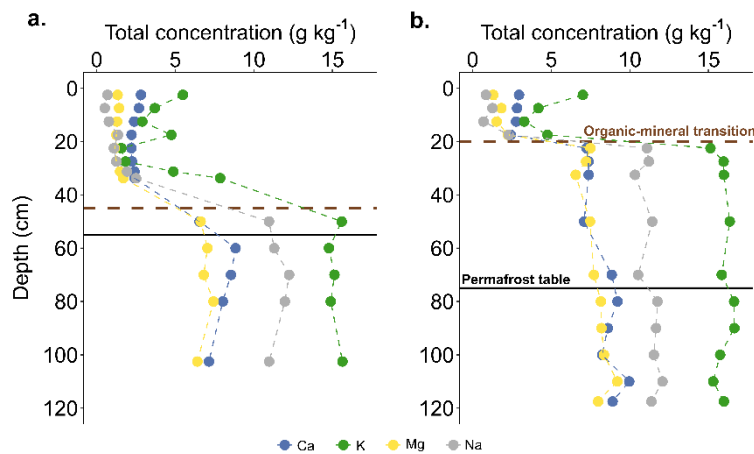 a.
Total concentration (g kg⁻¹)
0 5 10 15
Depth (cm)
0
20
40
60
80
100
120
b.
Total concentration (g kg⁻¹)
0 5 10 15
0
20
40
60
80
100
120
Organic-mineral transition
Permafrost table
Ca K Mg Na